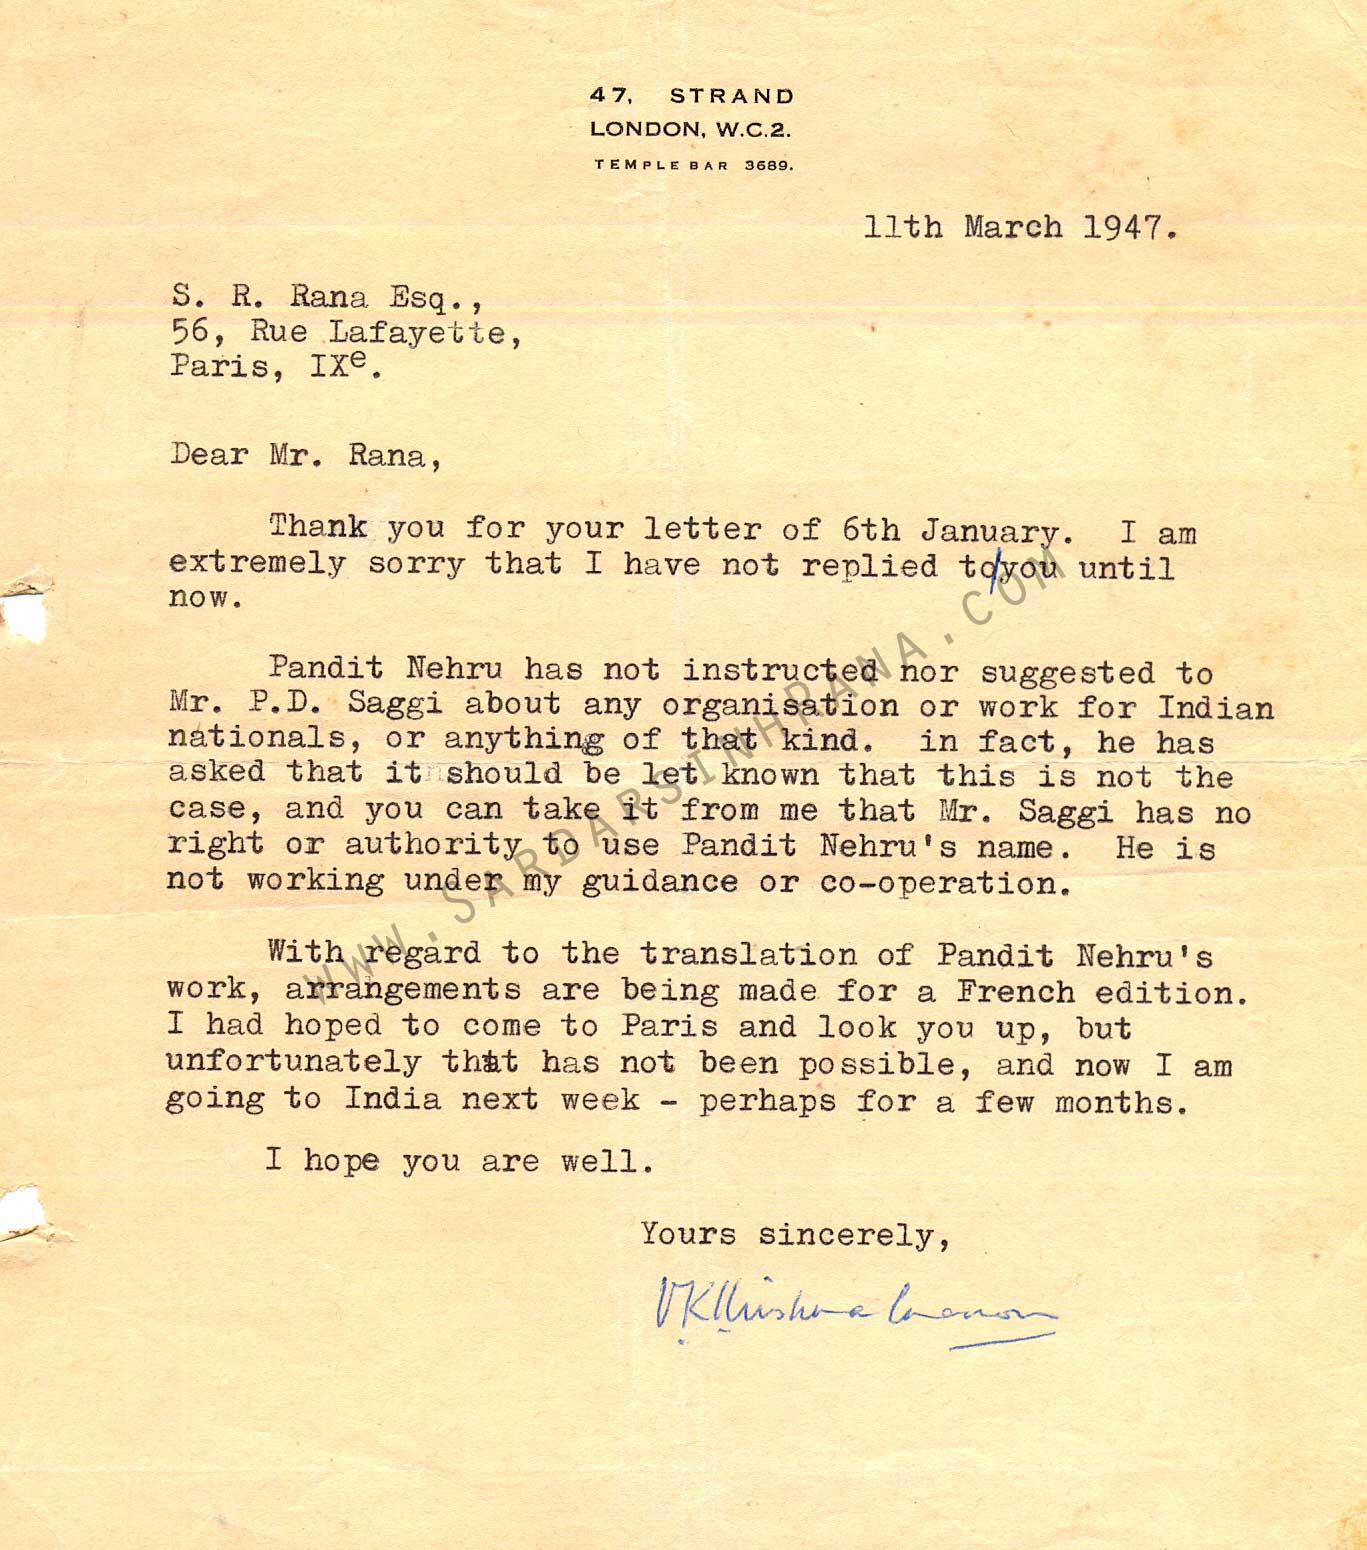 47, STRAND
LONDON, W.C.2.
TEMPLE BAR 3689.
11th March 1947.
S. R. Rana Esq.,
56, Rue Lafayette,
Paris, IXe.
Dear Mr. Rana,
Thank you for your letter of 6th January. I am
extremely sorry that I have not replied to/you until
now.
Pandit Nehru has not instructed nor suggested to
Mr. P.D. Saggi about any organisation or work for Indian
nationals, or anything of that kind. in fact, he has
asked that it should be let known that this is not the
case, and you can take it from me that Mr. Saggi has no
right or authority to use Pandit Nehru's name. He is
not working under my guidance or co-operation.
With regard to the translation of Pandit Nehru's
work, arrangements are being made for a French edition.
I had hoped to come to Paris and look you up, but
unfortunately that has not been possible, and now I am
going to India next week - perhaps for a few months.
I hope you are well.
Yours sincerely,
V K Krishna Menon
WWW.SARDARSINHRANA.COM